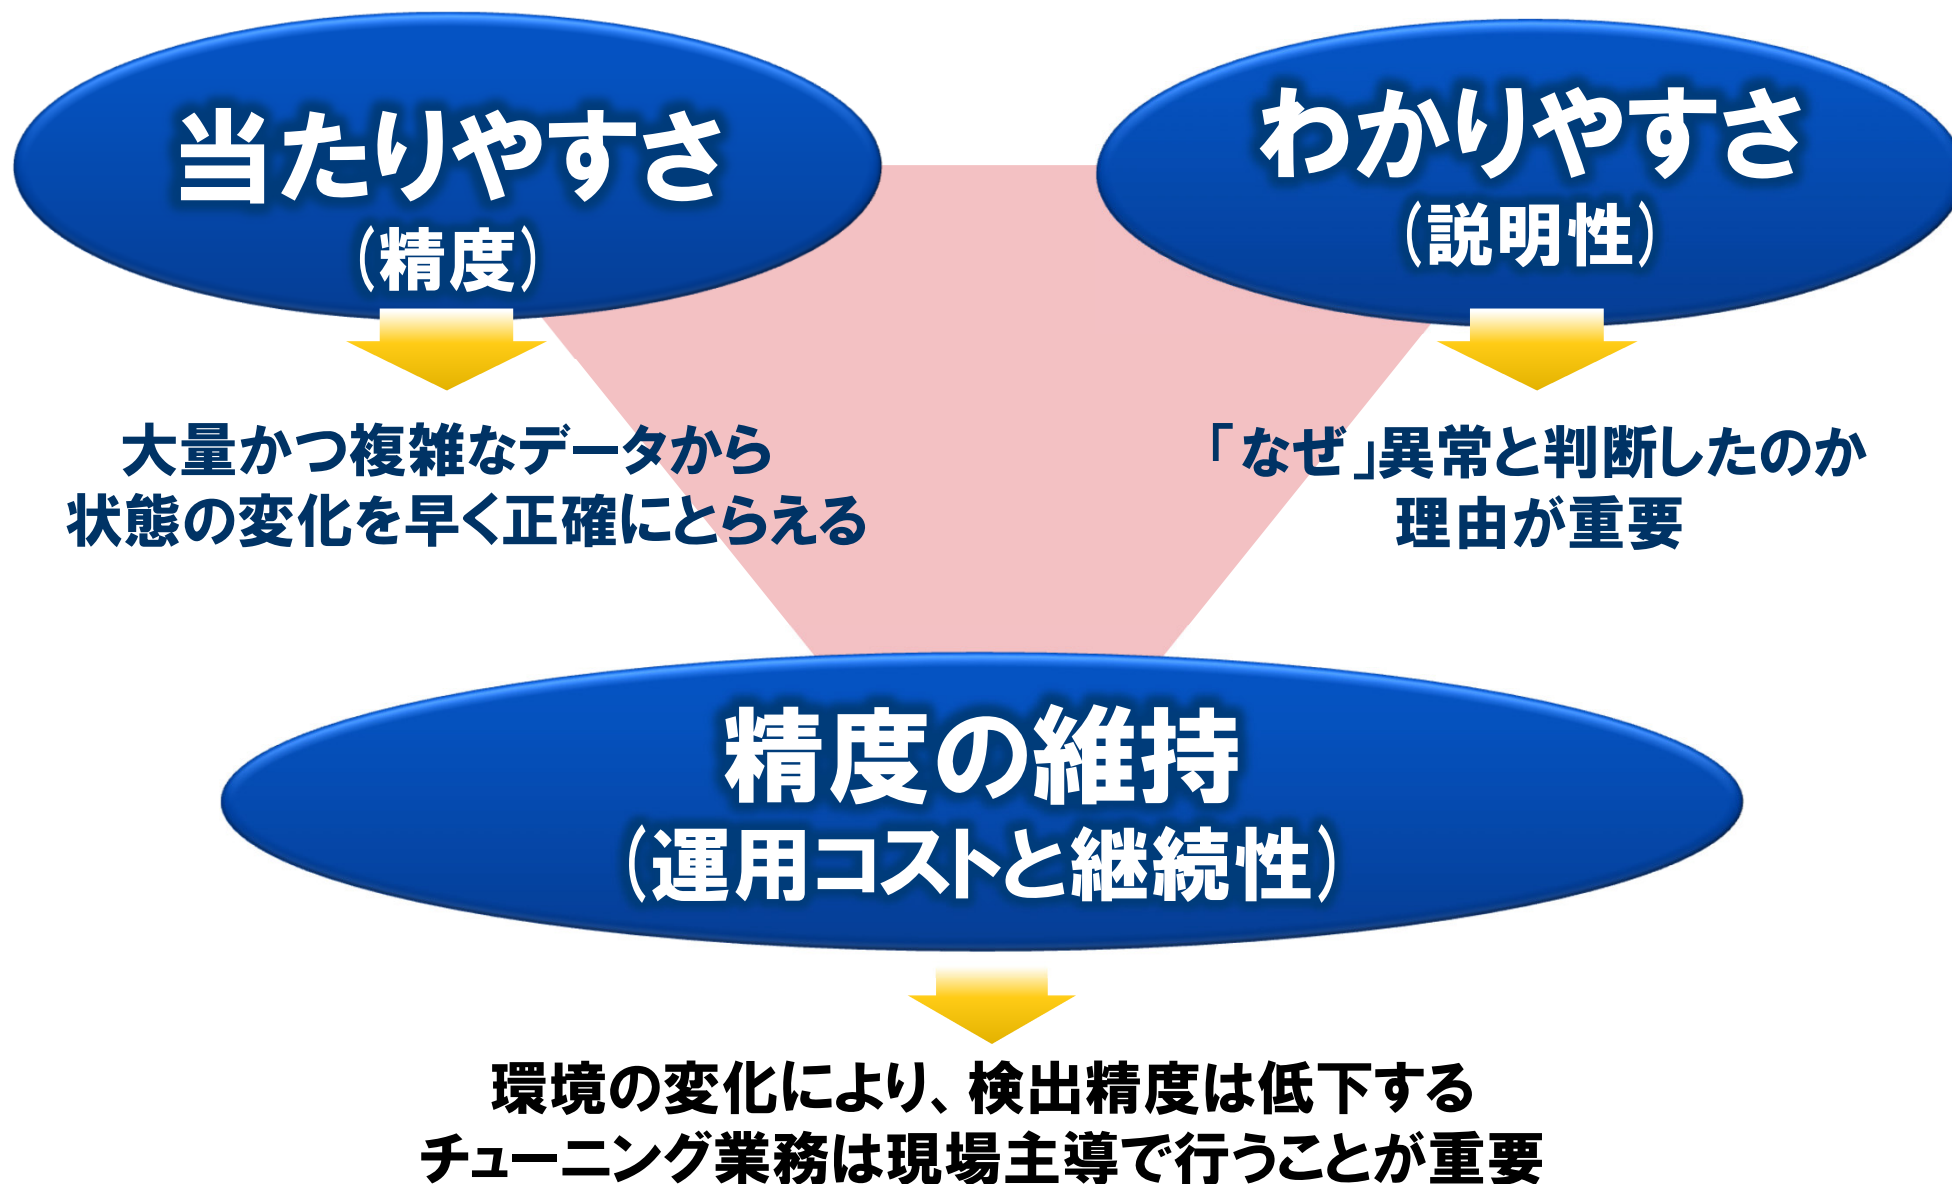 当たりやすさ
(精度)
大量かつ複雑なデータから
状態の変化を早く正確にとらえる
わかりやすさ
(説明性)
「なぜ」異常と判断したのか
理由が重要
精度の維持
(運用コストと継続性)
環境の変化により、検出精度は低下する
チューニング業務は現場主導で行うことが重要